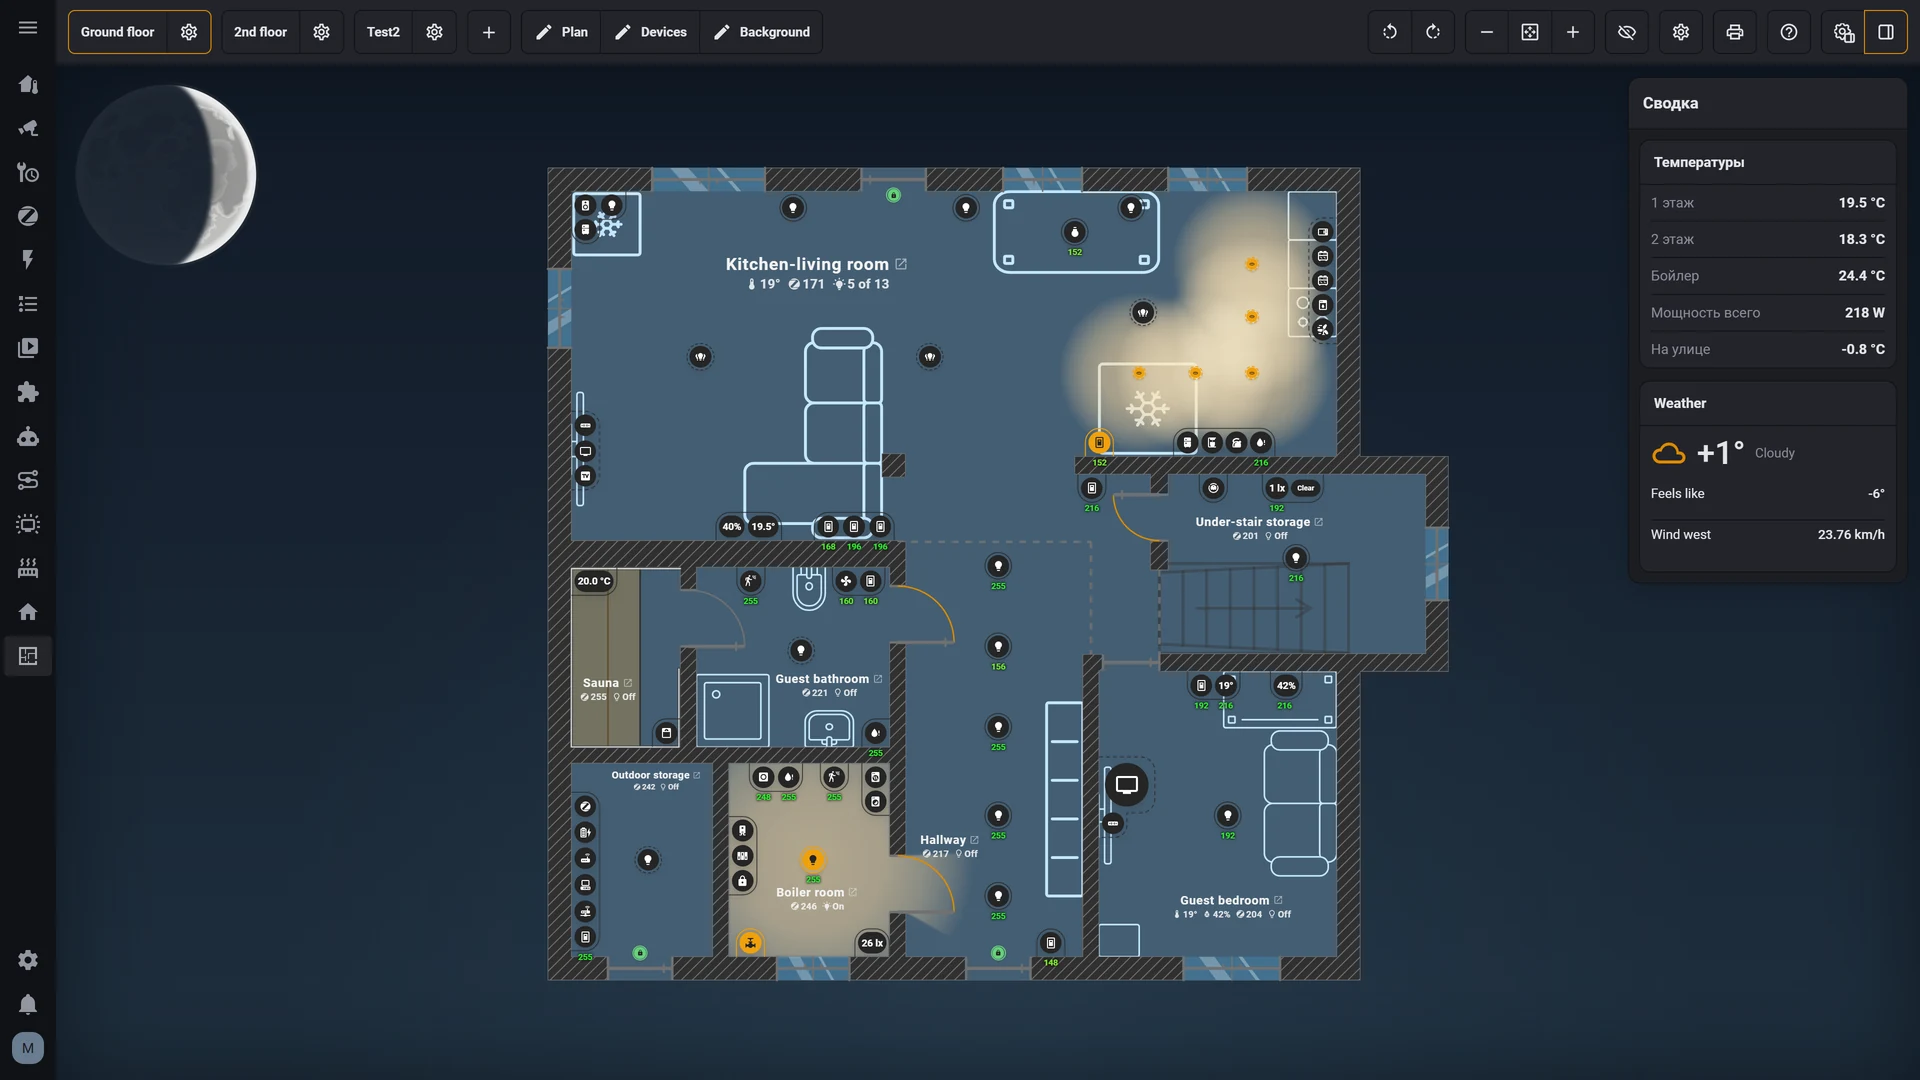 Ground floor
2nd floor
Test2
Plan
Devices
Background
Сводка
Температуры
1 этаж 19.5 °C
2 этаж 18.3 °C
Бойлер 24.4 °C
Мощность всего 218 W
На улице -0.8 °C
Weather
+1° Cloudy
Feels like -6°
Wind west 23.76 km/h
Kitchen-living room
19° 171 5 of 13
152
152
216
40% 19.5°
168 196 196
216
1 lx Clear
192
Under-stair storage
201 Off
216
20.0 °C
255
160 160
255
156
Sauna
255 Off
Guest bathroom
221 Off
255
255
192
19°
216
42%
216
Outdoor storage
242 Off
248 255 255
255
Boiler room
246 On
26 lx
255
Hallway
217 Off
255
255
148
192
Guest bedroom
19° 42% 204 Off
M